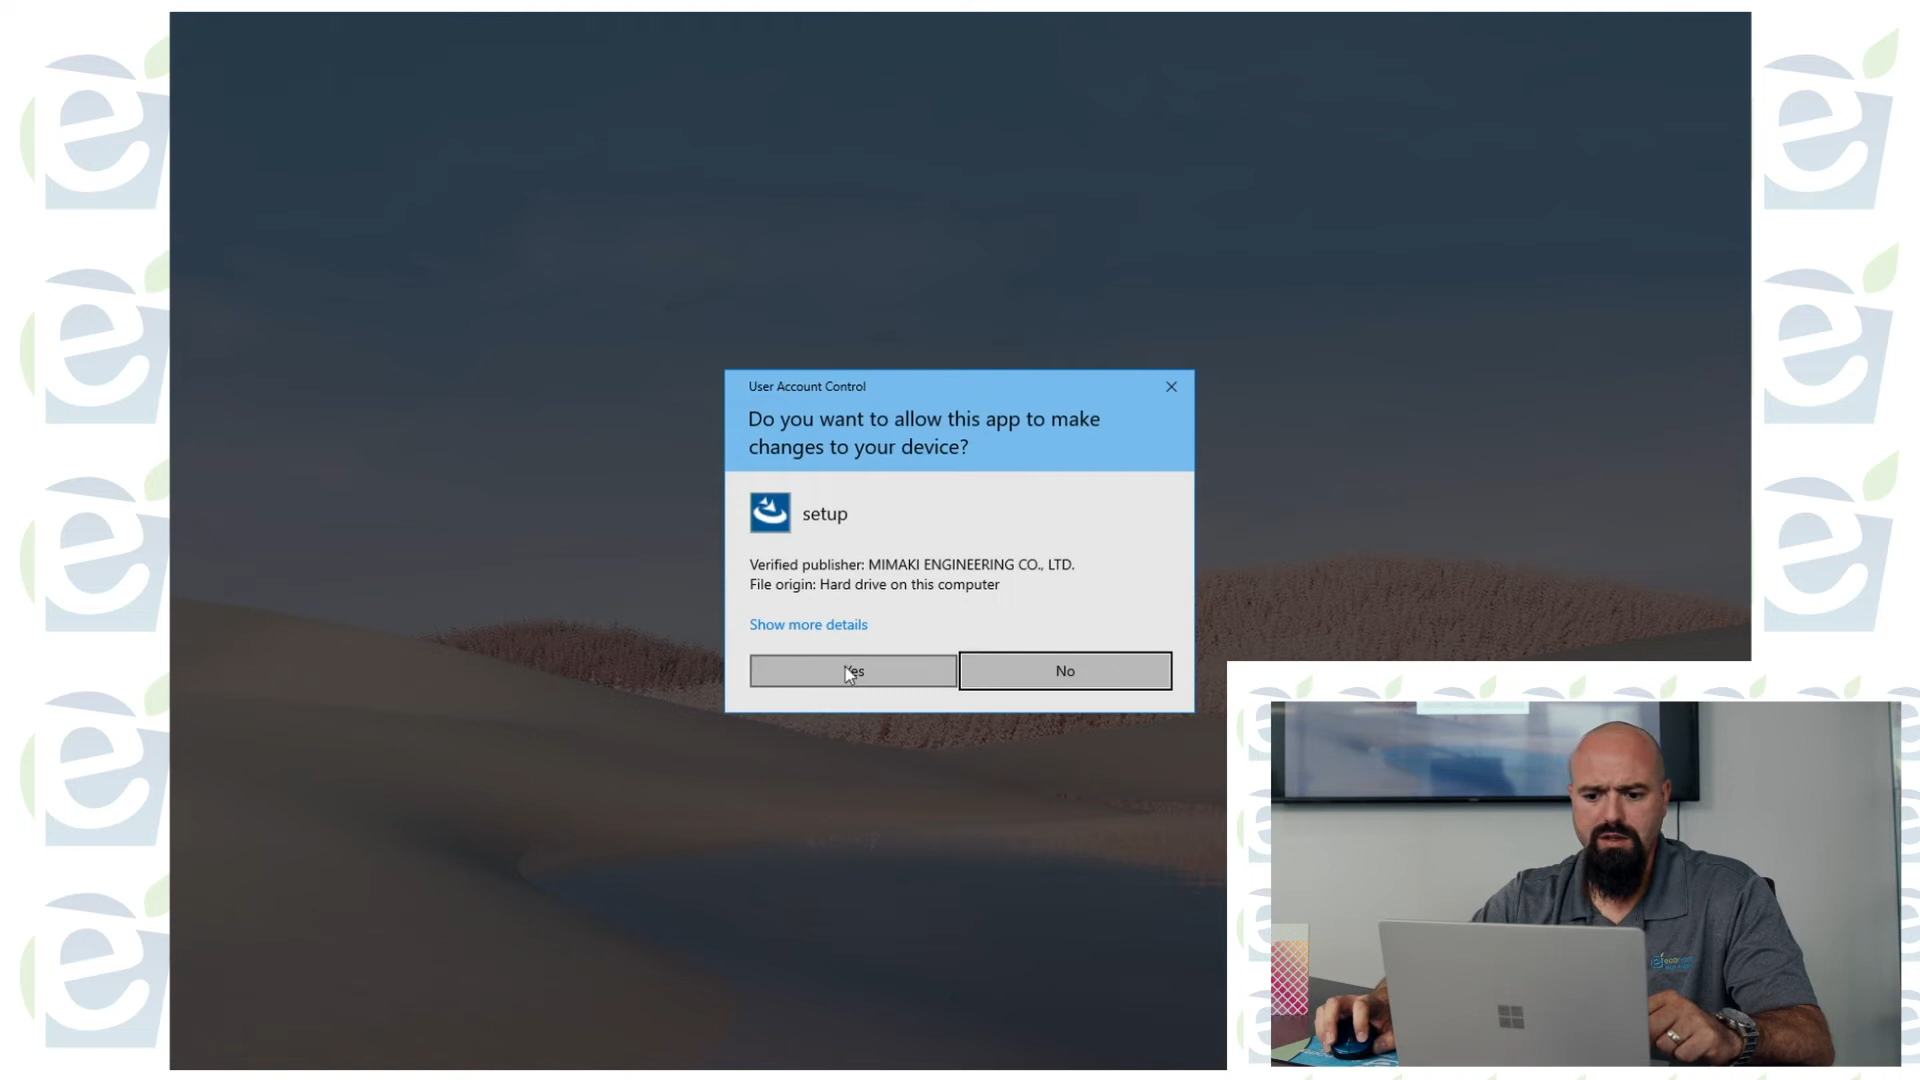 User Account Control
Do you want to allow this app to make
changes to your device?
setup
Verified publisher: MIMAKI ENGINEERING CO., LTD.
File origin: Hard drive on this computer
Show more details
Yes
No